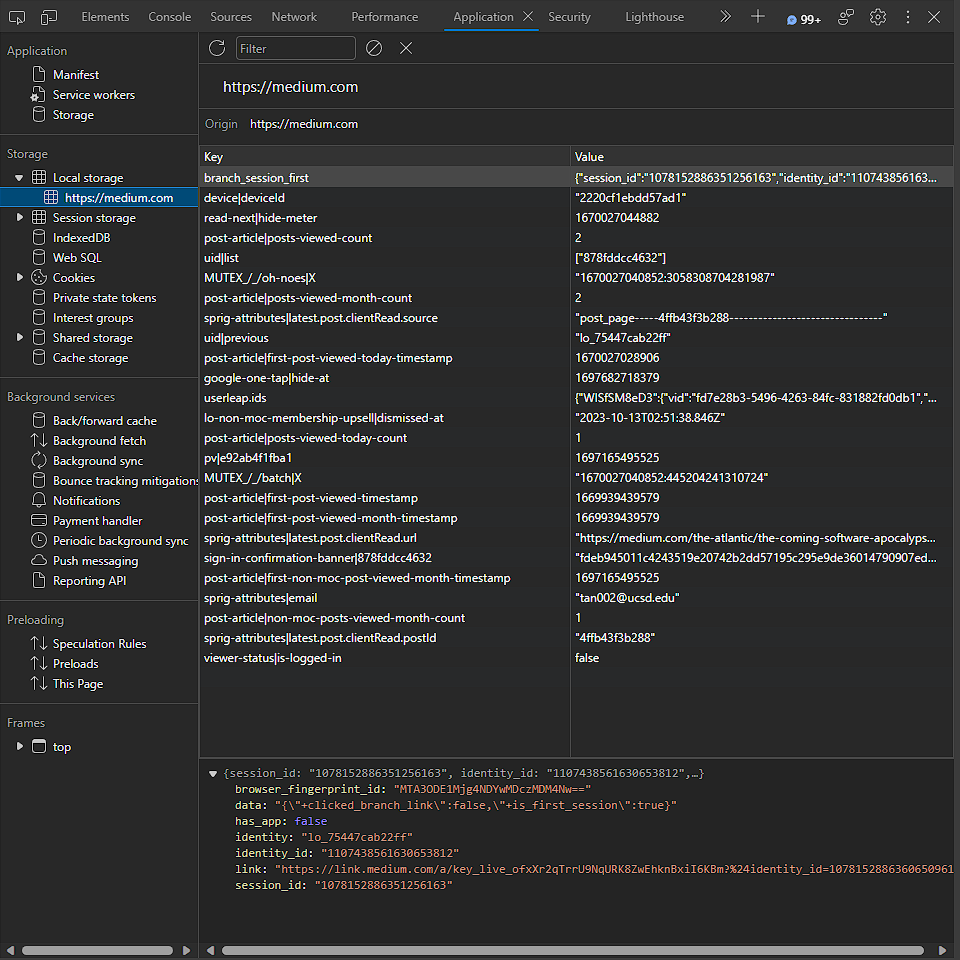 Elements Console Sources Network Performance Application Security Lighthouse 99+
Filter
Application
Manifest
Service workers
Storage
https://medium.com
Origin https://medium.com
Storage
Local storage
https://medium.com
Session storage
IndexedDB
Web SQL
Cookies
Private state tokens
Interest groups
Shared storage
Cache storage
Background services
Back/forward cache
Background fetch
Background sync
Bounce tracking mitigations
Notifications
Payment handler
Periodic background sync
Push messaging
Reporting API
Preloading
Speculation Rules
Preloads
This Page
Frames
top
Key Value
branch_session_first {"session_id":"1078152886351256163","identity_id":"110743856163...
device|deviceId "2220cf1ebdd57ad1"
read-next|hide-meter 1670027044882
post-article|posts-viewed-count 2
uid|list ["878fddcc4632"]
MUTEX_/_/oh-noes|X "1670027040852:3058308704281987"
post-article|posts-viewed-month-count 2
sprig-attributes|latest.post.clientRead.source "post_page-----4ffb43f3b288--------------------------------"
uid|previous "lo_75447cab22ff"
post-article|first-post-viewed-today-timestamp 1670027028906
google-one-tap|hide-at 1697682718379
userleap.ids {"WlSfSM8eD3":{"vid":"fd7e28b3-5496-4263-84fc-831882fd0db1","...
lo-non-moc-membership-upsell|dismissed-at "2023-10-13T02:51:38.846Z"
post-article|posts-viewed-today-count 1
pv|e92ab4f1fba1 1697165495525
MUTEX_/_/batch|X "1670027040852:445204241310724"
post-article|first-post-viewed-timestamp 1669939439579
post-article|first-post-viewed-month-timestamp 1669939439579
sprig-attributes|latest.post.clientRead.url "https://medium.com/the-atlantic/the-coming-software-apocalyps...
sign-in-confirmation-banner|878fddcc4632 "fdeb945011c4243519e20742b2dd57195c295e9de36014790907ed...
post-article|first-non-moc-post-viewed-month-timestamp 1697165495525
sprig-attributes|email "tan002@ucsd.edu"
post-article|non-moc-posts-viewed-month-count 1
sprig-attributes|latest.post.clientRead.postId "4ffb43f3b288"
viewer-status|is-logged-in false
{session_id: "1078152886351256163", identity_id: "1107438561630653812",…}
browser_fingerprint_id: "MTA3ODE1Mjg4NDYwMDczMDM4Nw=="
data: "{\"+clicked_branch_link\":false,\"+is_first_session\":true}"
has_app: false
identity: "lo_75447cab22ff"
identity_id: "1107438561630653812"
link: "https://link.medium.com/a/key_live_ofxXr2qTrrU9NqURK8ZwEhknBxiI6KBm?%24identity_id=1078152886360650961
session_id: "1078152886351256163"